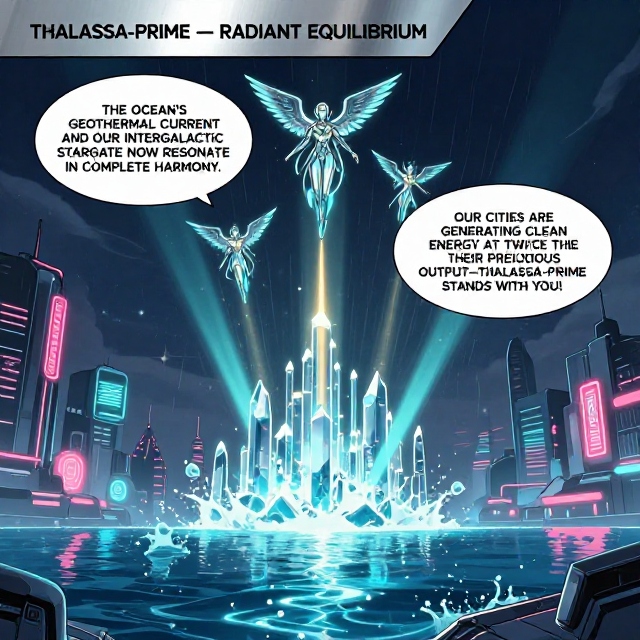 THALASSA-PRIME — RADIANT EQUILIBRIUM
THE OCEAN'S
GEOTHERMAL CURRENT
AND OUR INTERGALACTIC
STARGATE NOW RESONATE
IN COMPLETE HARMONY.
OUR CITIES ARE
GENERATING CLEAN
ENERGY AT TWICE THE
THEIR
OUTPUT—THALASSA-PRIME
STANDS WITH YOU!